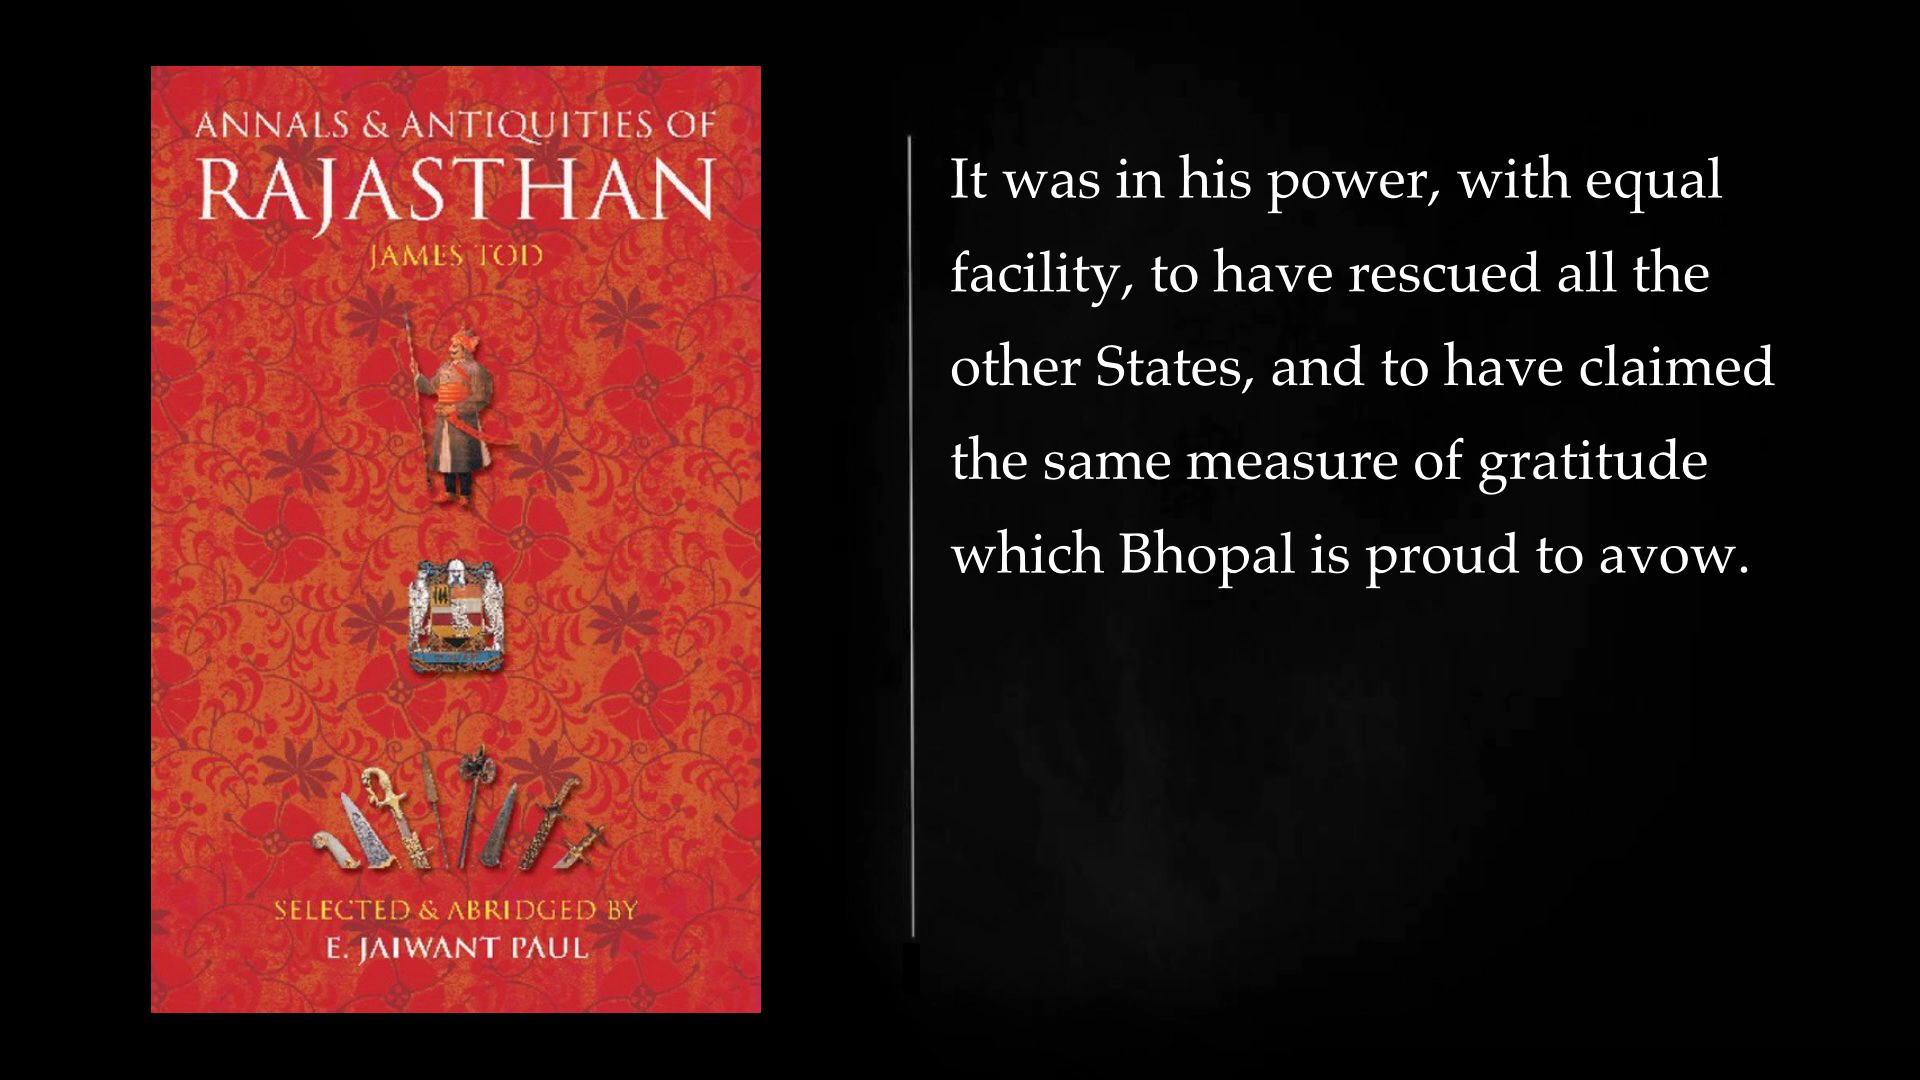 ANNALS & ANTIQUITIES OF
RAJASTHAN
JAMES TOD
SELECTED & ABRIDGED BY
E. JAIWANT PAUL
It was in his power, with equal
facility, to have rescued all the
other States, and to have claimed
the same measure of gratitude
which Bhopal is proud to avow.